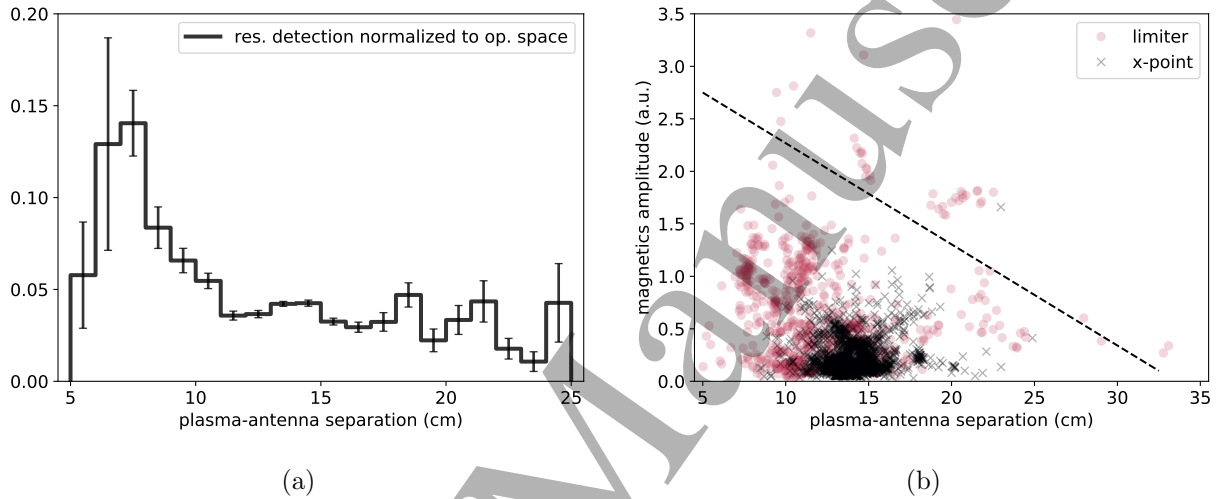 0.20
0.15
0.10
0.05
0.00
5
10
15
20
25
res. detection normalized to op. space
plasma-antenna separation (cm)
(a)
3.5
3.0
2.5
2.0
1.5
1.0
0.5
0.0
5
10
15
20
25
30
35
magnetics amplitude (a.u.)
limiter
x-point
plasma-antenna separation (cm)
(b)
Manus